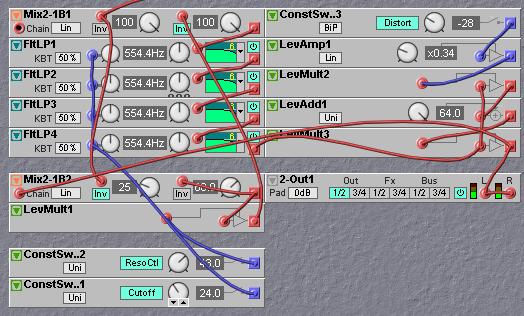 Mix2-1B1
Chain Lin Inv 100 Inv 100
FltLP1
KBT 50% 554.4Hz 6
FltLP2
KBT 50% 554.4Hz 6
FltLP3
KBT 50% 554.4Hz 6
FltLP4
KBT 50% 554.4Hz 6
Mix2-1B2
Chain Lin Inv 25 Inv
LevMult1
ConstSw..2
Uni ResoCtl 43.0
ConstSw..1
Uni Cutoff 24.0
ConstSw..3
BiP Distort -28
LevAmp1
Lin x0.34
LevMult2
LevAdd1
Uni 64.0
LevMult3
2-Out1 Out Fx Bus L R
Pad 0dB 1/2 3/4 1/2 3/4 1/2 3/4